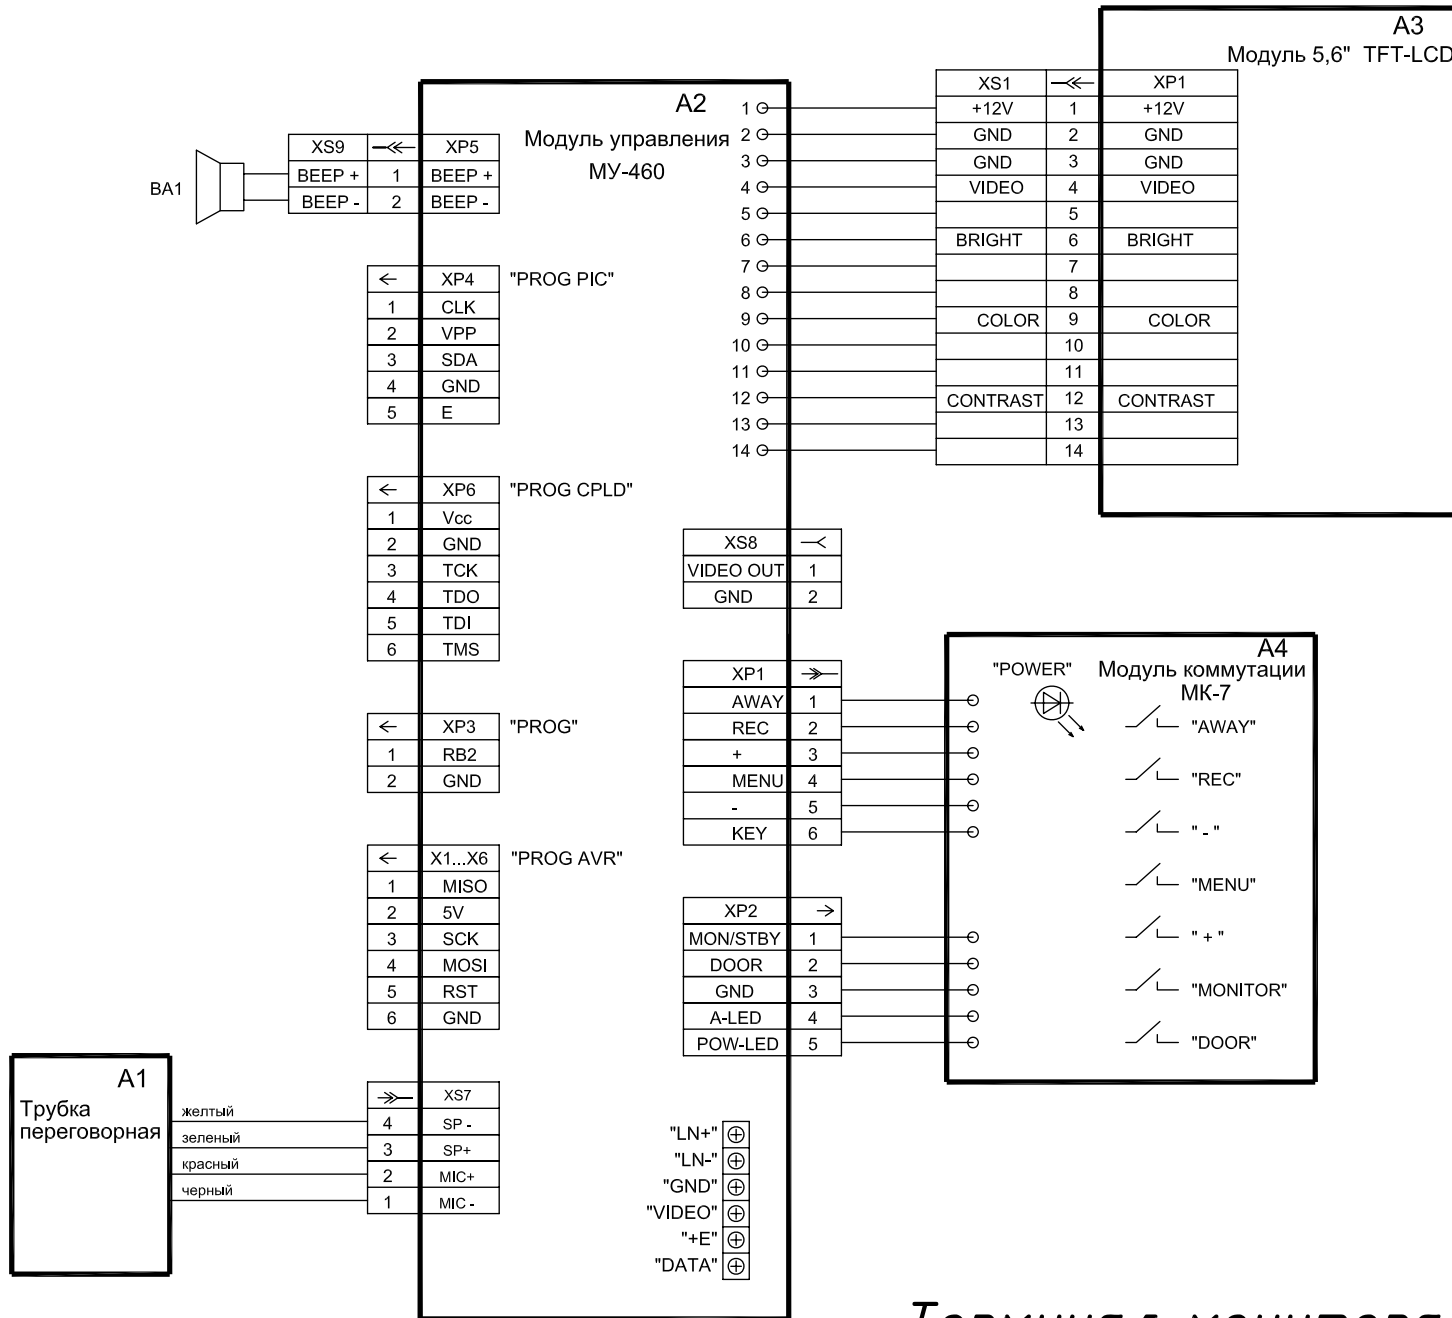 A3
Модуль 5,6" TFT-LCD
XS1 XP1
+12V 1 +12V
GND 2 GND
GND 3 GND
VIDEO 4 VIDEO
5
BRIGHT 6 BRIGHT
7
8
COLOR 9 COLOR
10
11
CONTRAST 12 CONTRAST
13
14
A2
Модуль управления
МУ-460
1
2
3
4
5
6
7
8
9
10
11
12
13
14
BA1
XS9 XP5
BEEP + 1 BEEP +
BEEP - 2 BEEP -
XP4 "PROG PIC"
1 CLK
2 VPP
3 SDA
4 GND
5 E
XP6 "PROG CPLD"
1 Vcc
2 GND
3 TCK
4 TDO
5 TDI
6 TMS
XP3 "PROG"
1 RB2
2 GND
X1...X6 "PROG AVR"
1 MISO
2 5V
3 SCK
4 MOSI
5 RST
6 GND
XS7
4 SP -
3 SP+
2 MIC+
1 MIC -
A1
Трубка
переговорная
желтый
зеленый
красный
черный
XS8
VIDEO OUT 1
GND 2
XP1
AWAY 1
REC 2
+ 3
MENU 4
- 5
KEY 6
XP2
MON/STBY 1
DOOR 2
GND 3
A-LED 4
POW-LED 5
"LN+"
"LN-"
"GND"
"VIDEO"
"+E"
"DATA"
A4
"POWER" Модуль коммутации
МК-7
"AWAY"
"REC"
" - "
"MENU"
" + "
"MONITOR"
"DOOR"